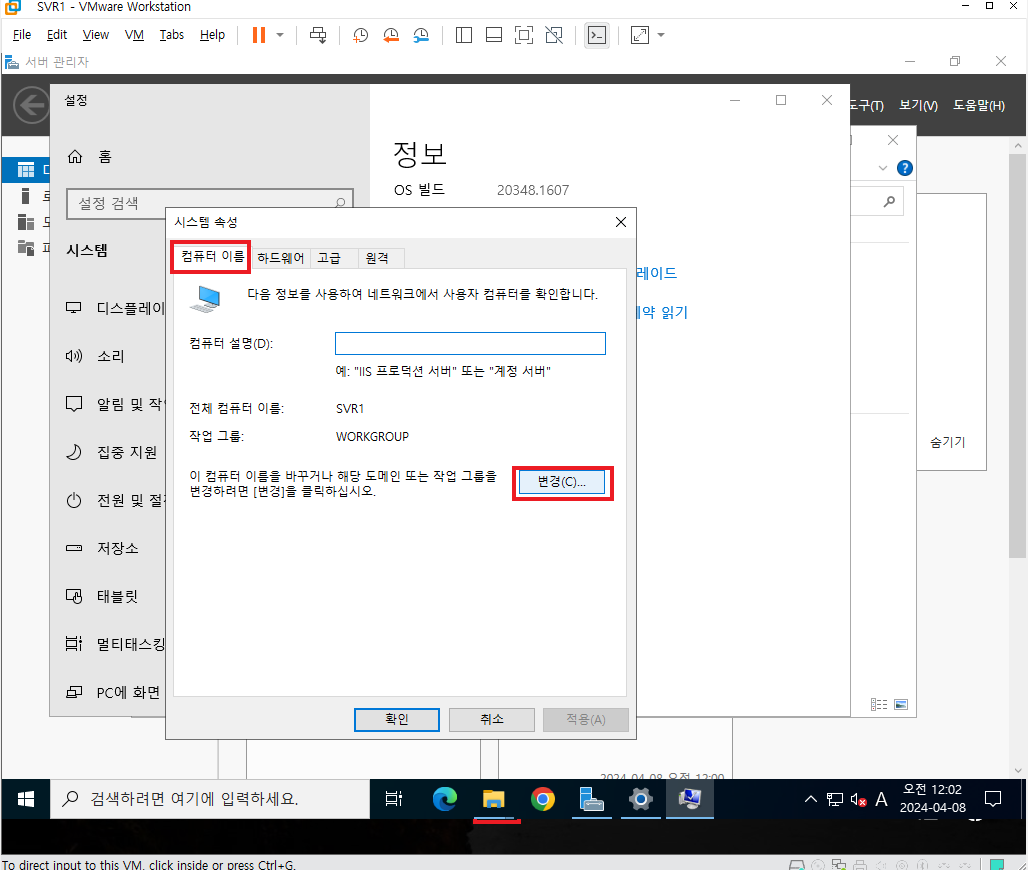 SVR1 - VMware Workstation
File Edit View VM Tabs Help
서버 관리자
도구(T) 보기(V) 도움말(H)
설정
홈
설정 검색
시스템
디스플레이
소리
알림 및 작업
집중 지원
전원 및 절전
저장소
태블릿
멀티태스킹
PC에 화면
정보
OS 빌드 20348.1607
레이드
계약 읽기
숨기기
시스템 속성
컴퓨터 이름 하드웨어 고급 원격
다음 정보를 사용하여 네트워크에서 사용자 컴퓨터를 확인합니다.
컴퓨터 설명(D):
예: "IIS 프로덕션 서버" 또는 "계정 서버"
전체 컴퓨터 이름: SVR1
작업 그룹: WORKGROUP
이 컴퓨터 이름을 바꾸거나 해당 도메인 또는 작업 그룹을
변경하려면 [변경]을 클릭하십시오.
변경(C)...
확인 취소 적용(A)
2024-04-08 오전 12:00
검색하려면 여기에 입력하세요.
A
오전 12:02
2024-04-08
To direct input to this VM, click inside or press Ctrl+G.